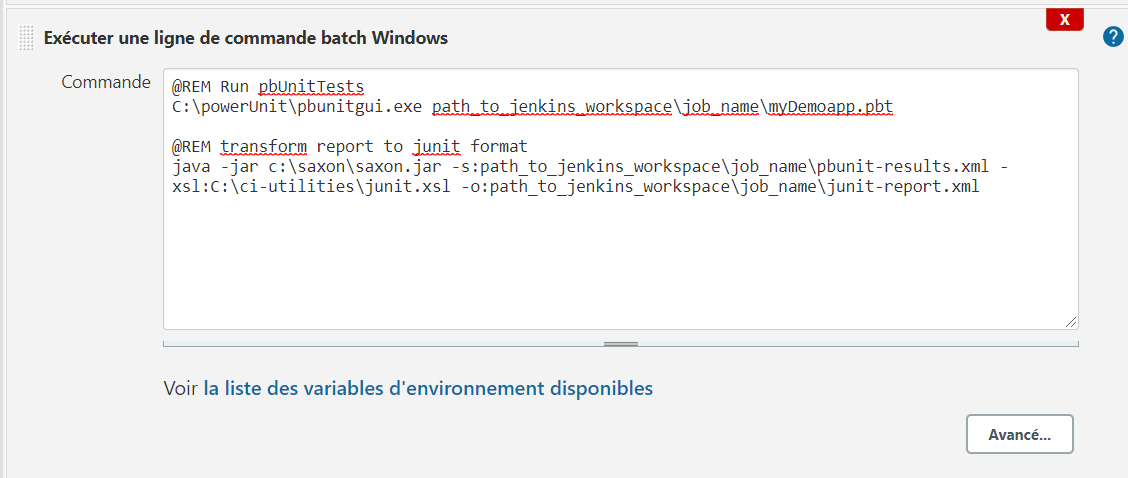 X
Exécuter une ligne de commande batch Windows
?
Commande
@REM Run pbUnitTests
C:\powerUnit\pbunitgui.exe path_to_jenkins_workspace\job_name\myDemoapp.pbt
@REM transform report to junit format
java -jar c:\saxon\saxon.jar -s:path_to_jenkins_workspace\job_name\pbunit-results.xml -
xsl:C:\ci-utilities\junit.xsl -o:path_to_jenkins_workspace\job_name\junit-report.xml
Voir la liste des variables d'environnement disponibles
Avancé...